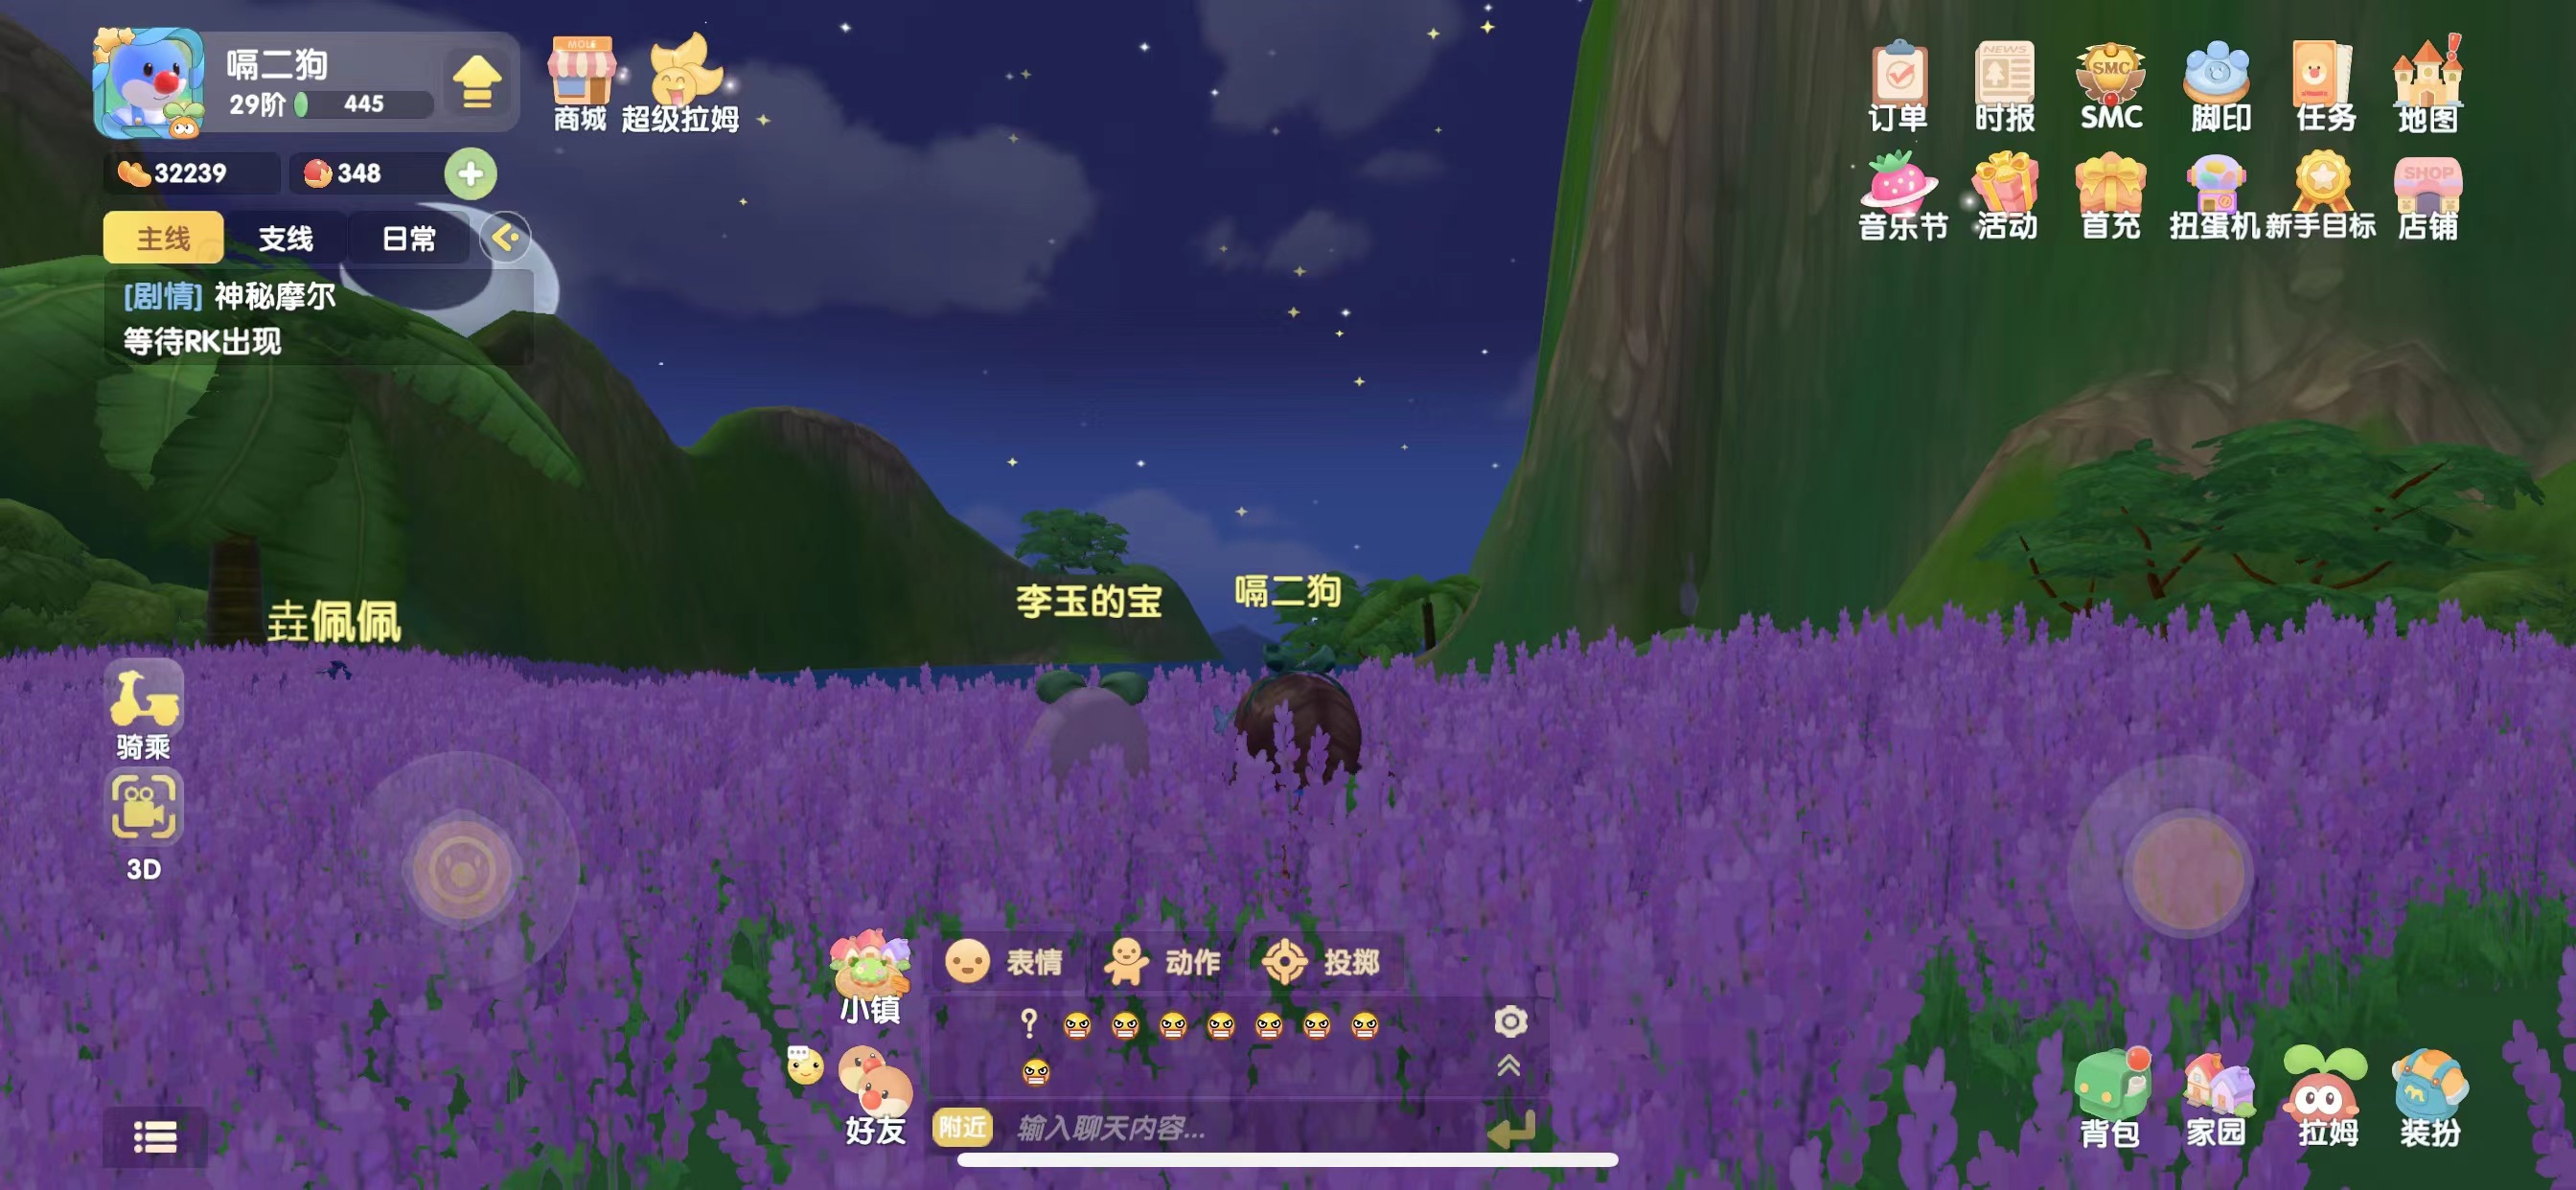 嗝二狗
29阶 445
MOLE
商城 超级拉姆
32239 348
主线 支线 日常
[剧情] 神秘摩尔
等待RK出现
NEWS
SMC
订单 时报 SMC 脚印 任务 地图
SHOP
音乐节 活动 首充 扭蛋机 新手目标 店铺
垚佩佩
李玉的宝
嗝二狗
骑乘
3D
小镇
表情 动作 投掷
?
好友
附近 输入聊天内容...
背包 家园 拉姆 装扮